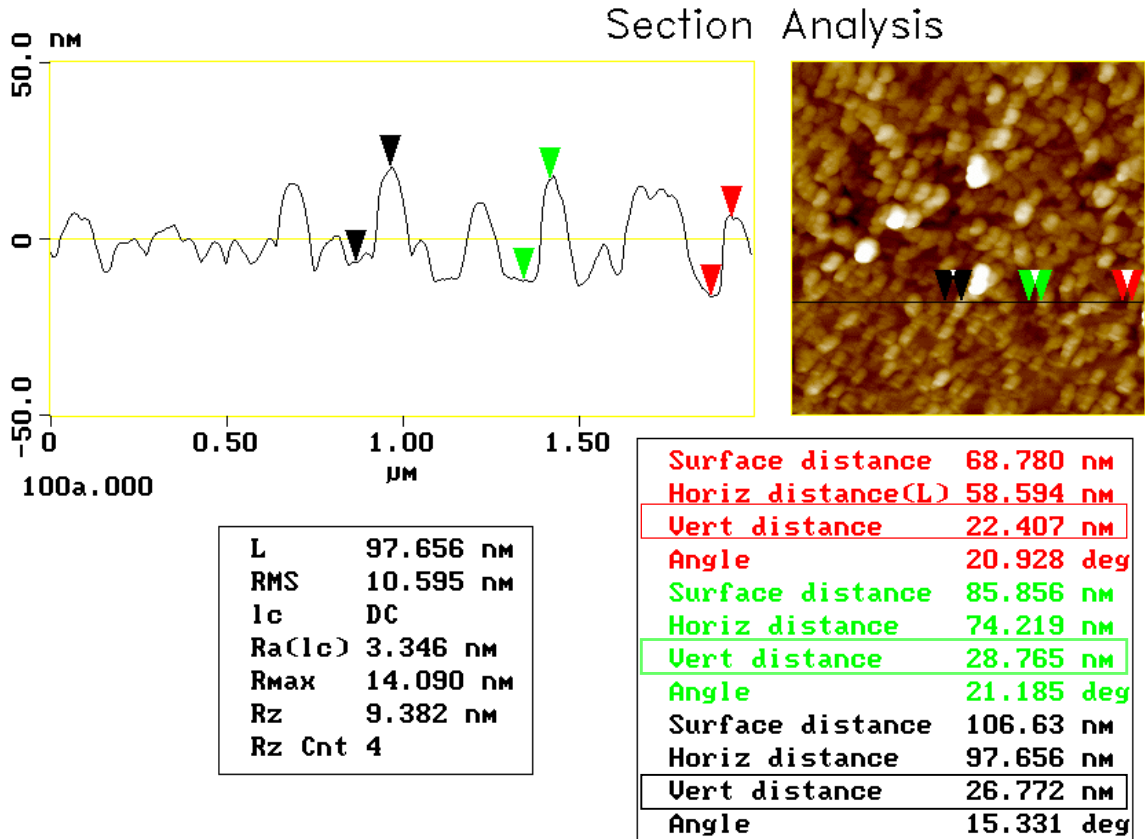 Section Analysis
50.0 nm
0
-50.0
0 0.50 1.00 1.50
μm
100a.000
L 97.656 nm
RMS 10.595 nm
lc DC
Ra(lc) 3.346 nm
Rmax 14.090 nm
Rz 9.382 nm
Rz Cnt 4
Surface distance 68.780 nm
Horiz distance(L) 58.594 nm
Vert distance 22.407 nm
Angle 20.928 deg
Surface distance 85.856 nm
Horiz distance 74.219 nm
Vert distance 28.765 nm
Angle 21.185 deg
Surface distance 106.63 nm
Horiz distance 97.656 nm
Vert distance 26.772 nm
Angle 15.331 deg